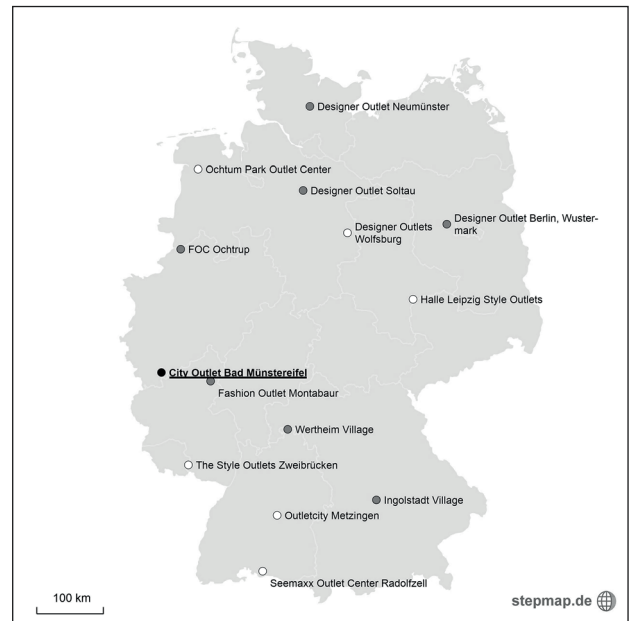 Designer Outlet Neumünster
Ochtum Park Outlet Center
Designer Outlet Soltau
Designer Outlet Berlin, Wuster-
mark
Designer Outlets
Wolfsburg
FOC Ochtrup
Halle Leipzig Style Outlets
City Outlet Bad Münstereifel
Fashion Outlet Montabaur
Wertheim Village
The Style Outlets Zweibrücken
Ingolstadt Village
Outletcity Metzingen
Seemaxx Outlet Center Radolfzell
100 km
stepmap.de